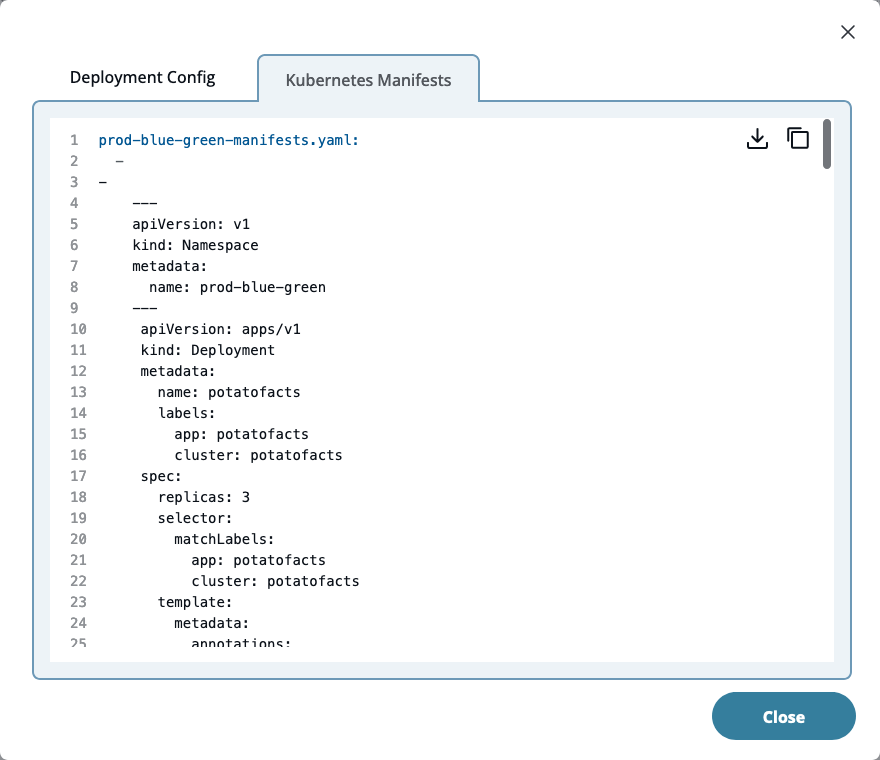 Deployment Config
Kubernetes Manifests
1 prod-blue-green-manifests.yaml:
2   -
3 -
4     ---
5     apiVersion: v1
6     kind: Namespace
7     metadata:
8       name: prod-blue-green
9     ---
10      apiVersion: apps/v1
11      kind: Deployment
12      metadata:
13        name: potatofacts
14        labels:
15          app: potatofacts
16          cluster: potatofacts
17      spec:
18        replicas: 3
19        selector:
20          matchLabels:
21            app: potatofacts
22            cluster: potatofacts
23        template:
24          metadata:
25            annotations:
Close